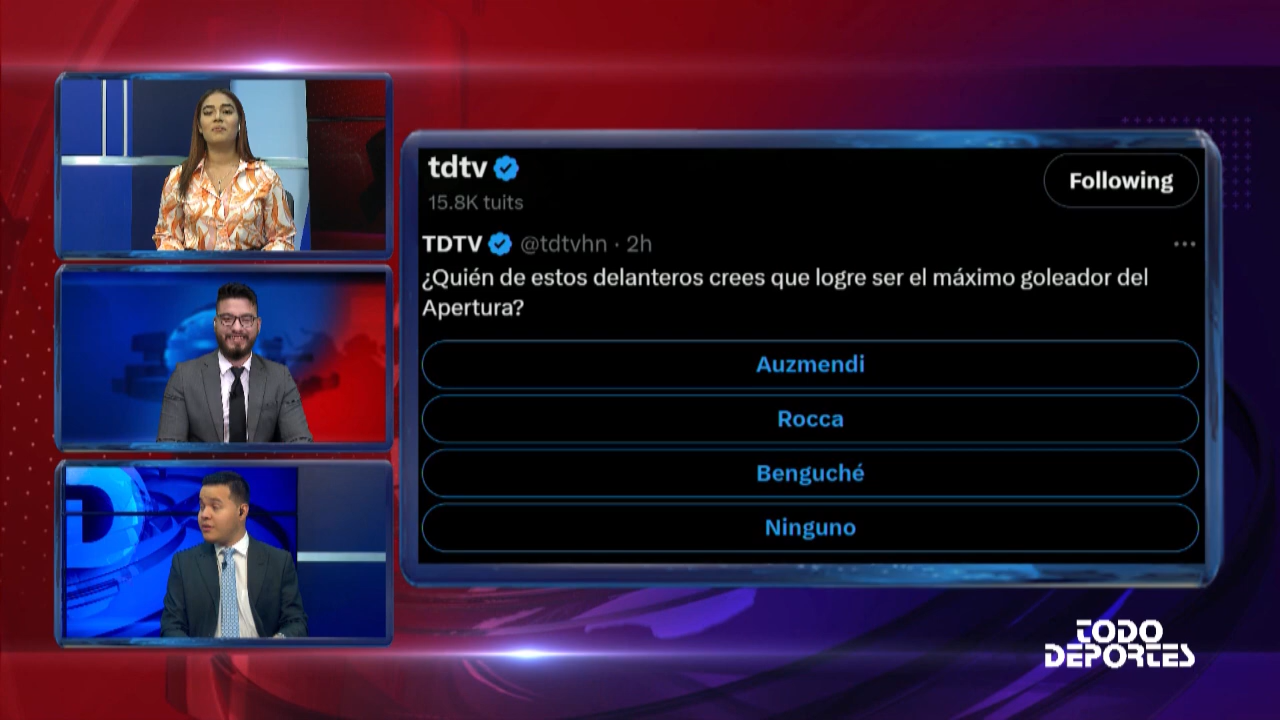 tdtv
Following
15.8K tuits
TDTV @tdtvhn · 2h
¿Quién de estos delanteros crees que logre ser el máximo goleador del
Apertura?
Auzmendi
Rocca
Benguché
Ninguno
TODO
DEPORTES